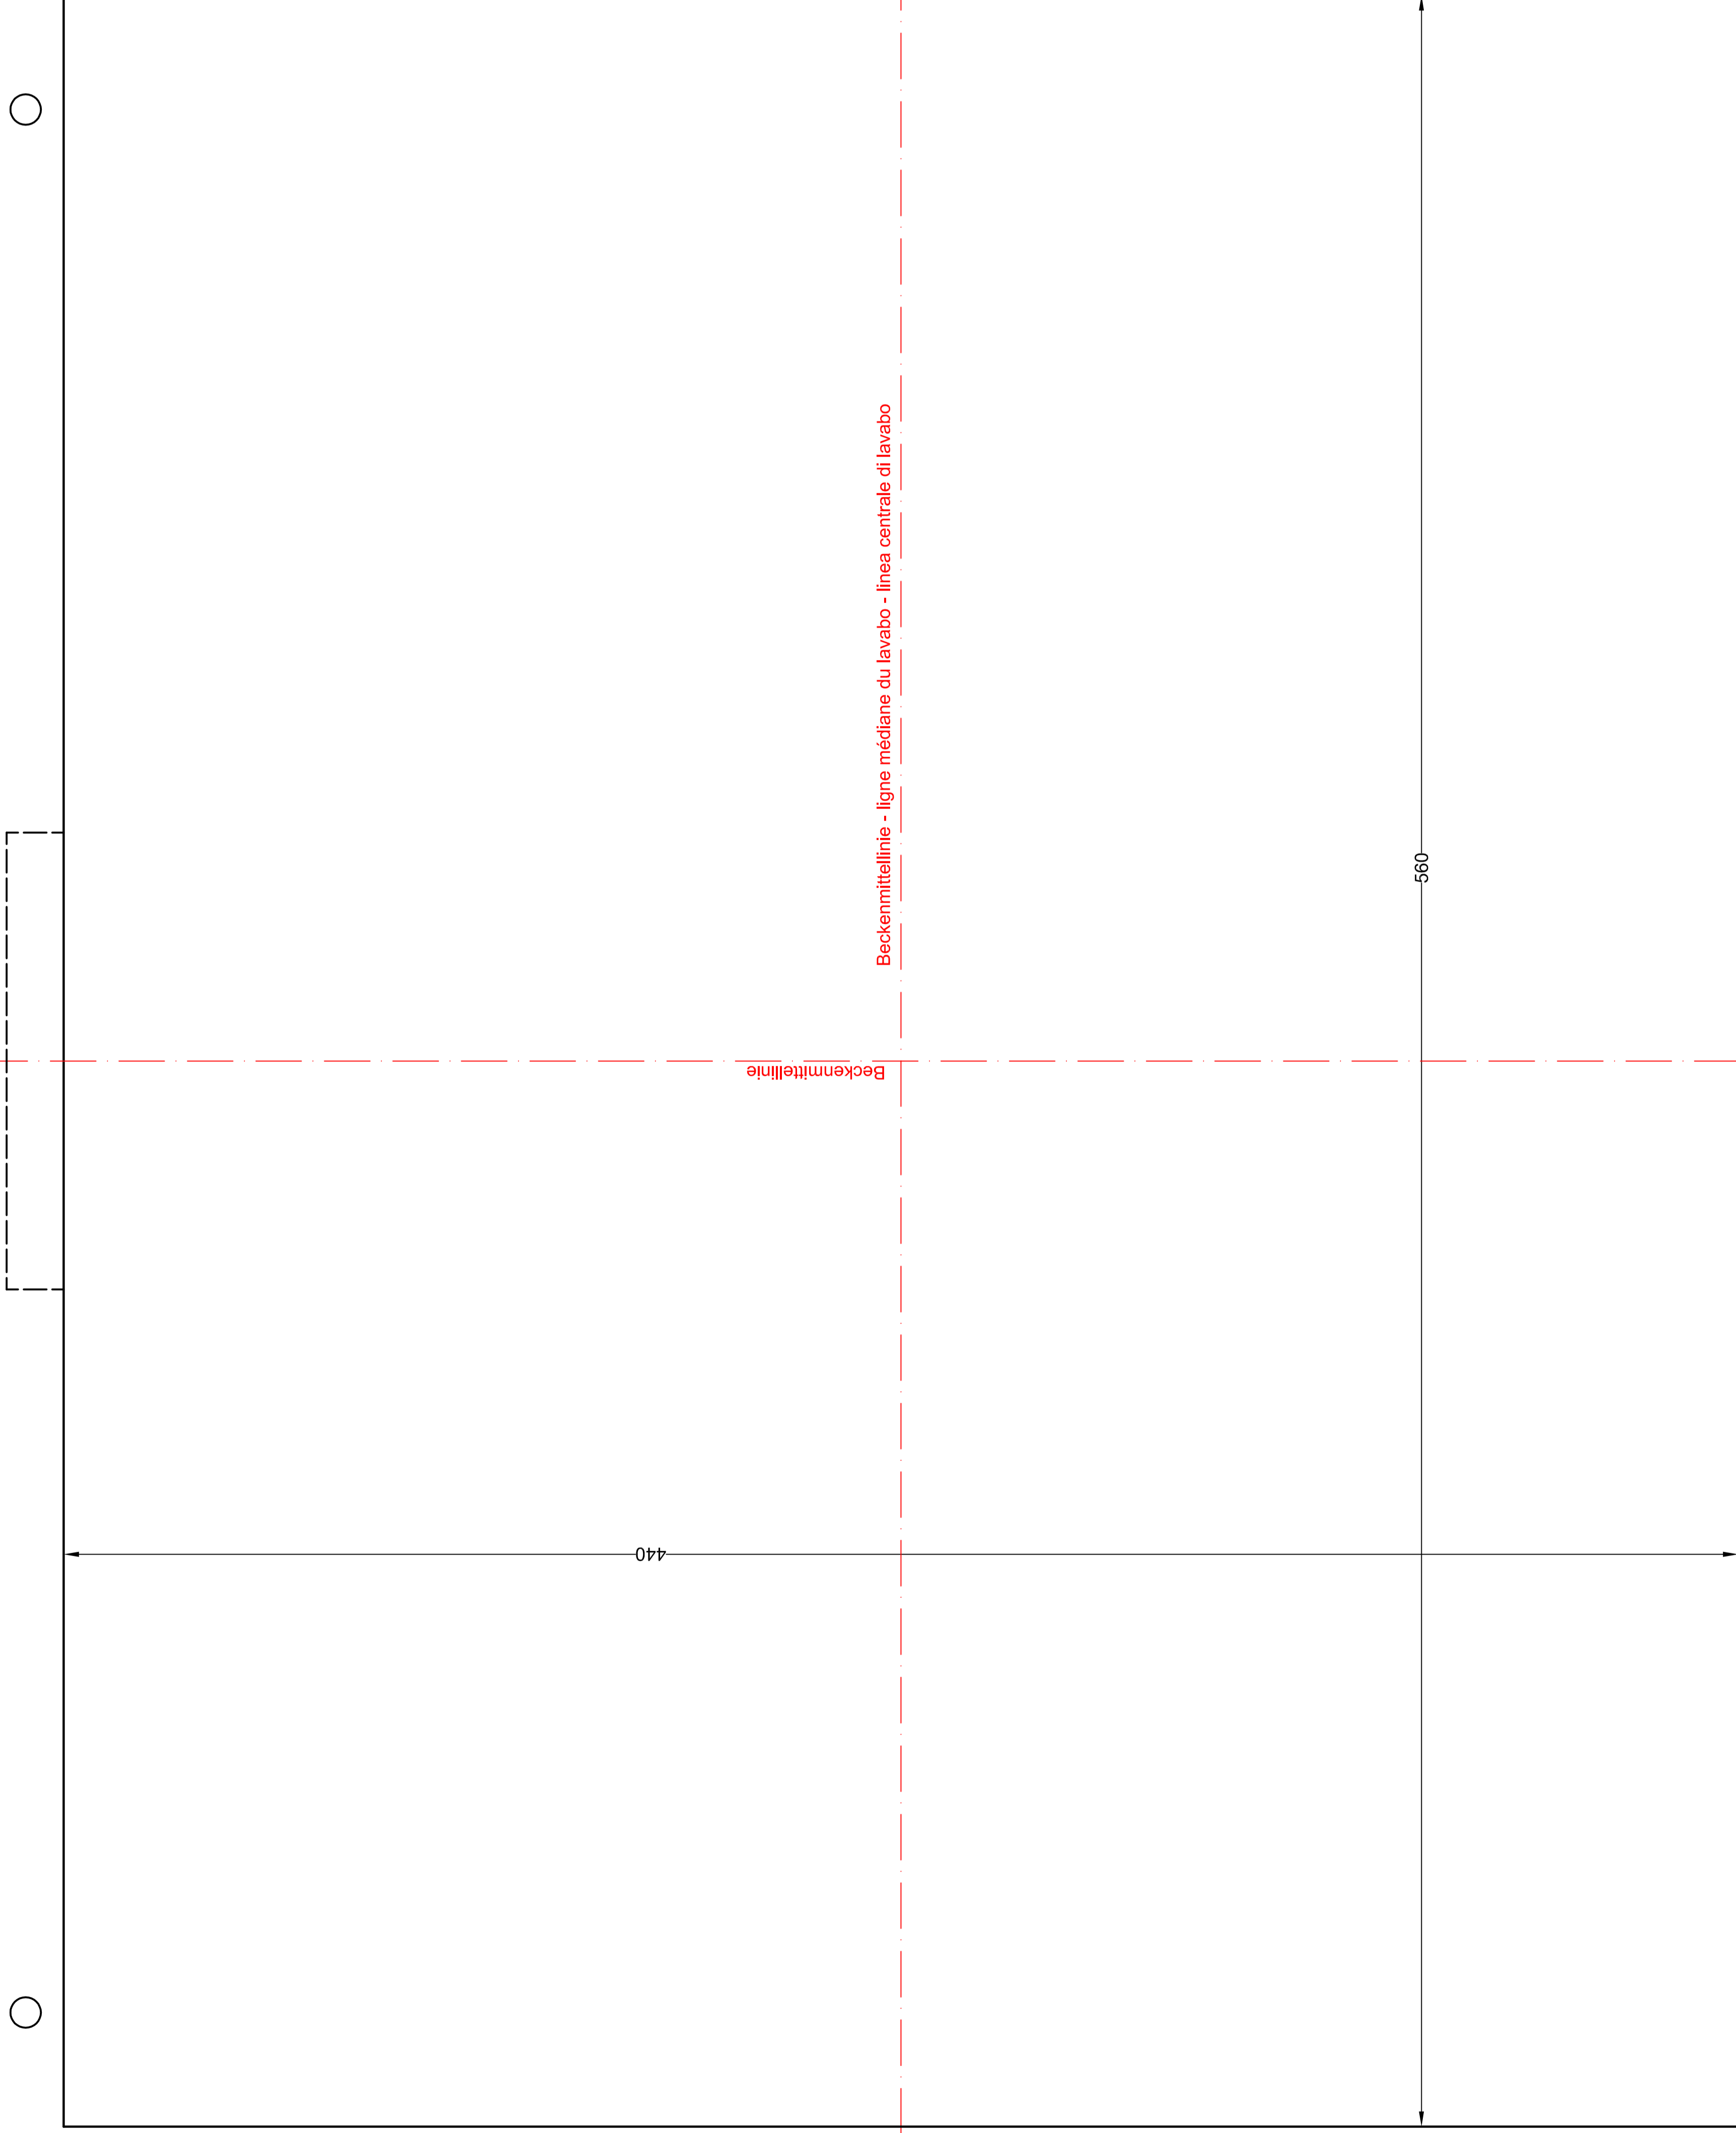 Beckenmittellinie - ligne médiane du lavabo - linea centrale di lavabo
560
Beckenmittellinie
440